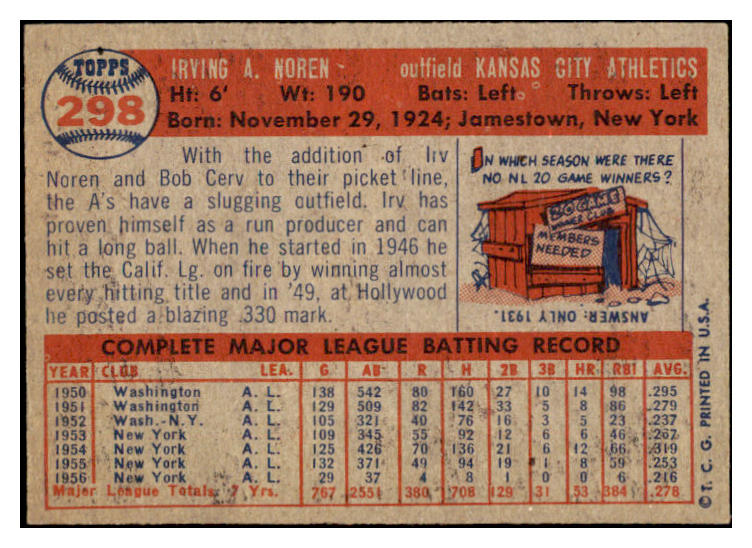 TOPPS
298
IRVING A. NOREN outfield KANSAS CITY ATHLETICS
Ht: 6' Wt: 190 Bats: Left Throws: Left
Born: November 29, 1924; Jamestown, New York
With the addition of Irv
Noren and Bob Cerv to their picket line,
the A's have a slugging outfield. Irv has
proven himself as a run producer and can
hit a long ball. When he started in 1946 he
set the Calif. Lg. on fire by winning almost
every hitting title and in '49, at Hollywood
he posted a blazing .330 mark.
IN WHICH SEASON WERE THERE
NO NL 20 GAME WINNERS?
20 GAME
WINNER CLUB
MEMBERS
NEEDED
ANSWER: ONLY 1931.
COMPLETE MAJOR LEAGUE BATTING RECORD
YEAR CLUB LEA. G AB R H 2B 3B HR RBI AVG.
1950 Washington A. L. 138 542 80 160 27 10 14 98 .295
1951 Washington A. L. 129 509 82 142 33 5 8 86 .279
1952 Wash.-N.Y. A. L. 105 321 40 76 16 3 5 23 .237
1953 New York A. L. 109 345 55 92 12 6 6 46 .267
1954 New York A. L. 125 426 70 136 21 6 12 66 .319
1955 New York A. L. 132 371 49 94 19 1 8 59 .253
1956 New York A. L. 29 37 4 8 1 0 0 6 .216
Major League Totals 7 Yrs. 767 2551 380 708 129 31 53 384 .278
© T. C. G. PRINTED IN U.S.A.